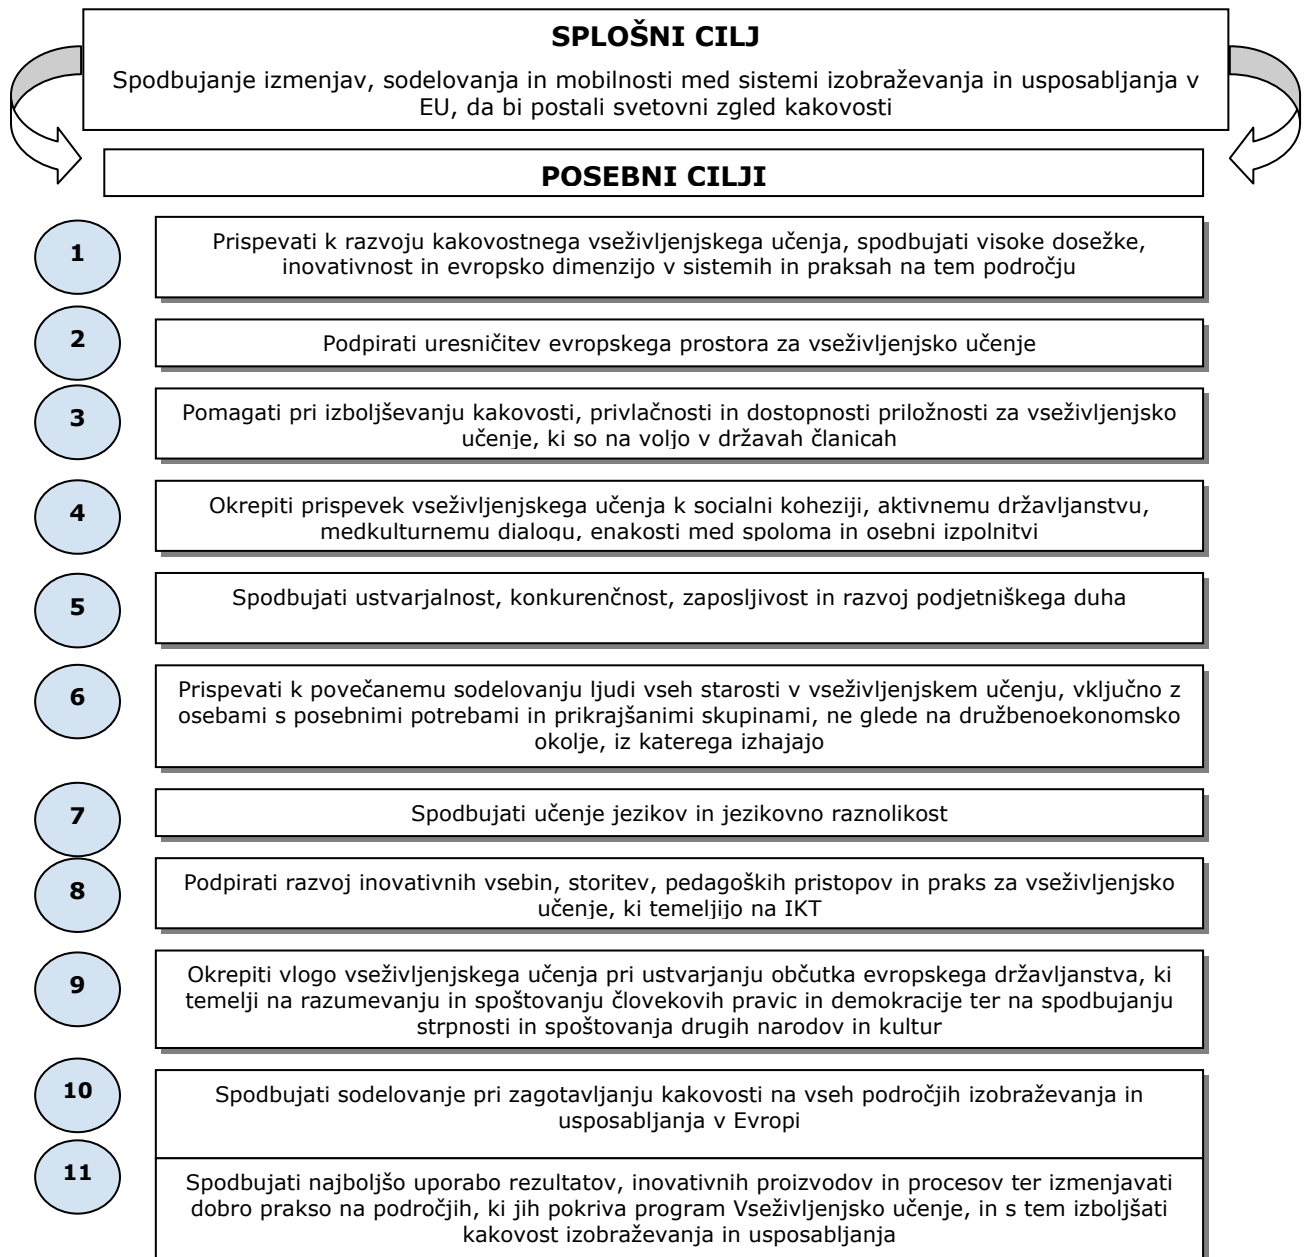 SPLOŠNI CILJ
Spodbujanje izmenjav, sodelovanja in mobilnosti med sistemi izobraževanja in usposabljanja v
EU, da bi postali svetovni zgled kakovosti
POSEBNI CILJI
1
Prispevati k razvoju kakovostnega vseživljenjskega učenja, spodbujati visoke dosežke,
inovativnost in evropsko dimenzijo v sistemih in praksah na tem področju
2
Podpirati uresničitev evropskega prostora za vseživljenjsko učenje
3
Pomagati pri izboljševanju kakovosti, privlačnosti in dostopnosti priložnosti za vseživljenjsko
učenje, ki so na voljo v državah članicah
4
Okrepiti prispevek vseživljenjskega učenja k socialni koheziji, aktivnemu državljanstvu,
medkulturnemu dialogu, enakosti med spoloma in osebni izpolnitvi
5
Spodbujati ustvarjalnost, konkurenčnost, zaposljivost in razvoj podjetniškega duha
6
Prispevati k povečanemu sodelovanju ljudi vseh starosti v vseživljenjskem učenju, vključno z
osebami s posebnimi potrebami in prikrajšanimi skupinami, ne glede na družbenoekonomsko
okolje, iz katerega izhajajo
7
Spodbujati učenje jezikov in jezikovno raznolikost
8
Podpirati razvoj inovativnih vsebin, storitev, pedagoških pristopov in praks za vseživljenjsko
učenje, ki temeljijo na IKT
9
Okrepiti vlogo vseživljenjskega učenja pri ustvarjanju občutka evropskega državljanstva, ki
temelji na razumevanju in spoštovanju človekovih pravic in demokracije ter na spodbujanju
strpnosti in spoštovanja drugih narodov in kultur
10
Spodbujati sodelovanje pri zagotavljanju kakovosti na vseh področjih izobraževanja in
usposabljanja v Evropi
11
Spodbujati najboljšo uporabo rezultatov, inovativnih proizvodov in procesov ter izmenjavati
dobro prakso na področjih, ki jih pokriva program Vseživljenjsko učenje, in s tem izboljšati
kakovost izobraževanja in usposabljanja